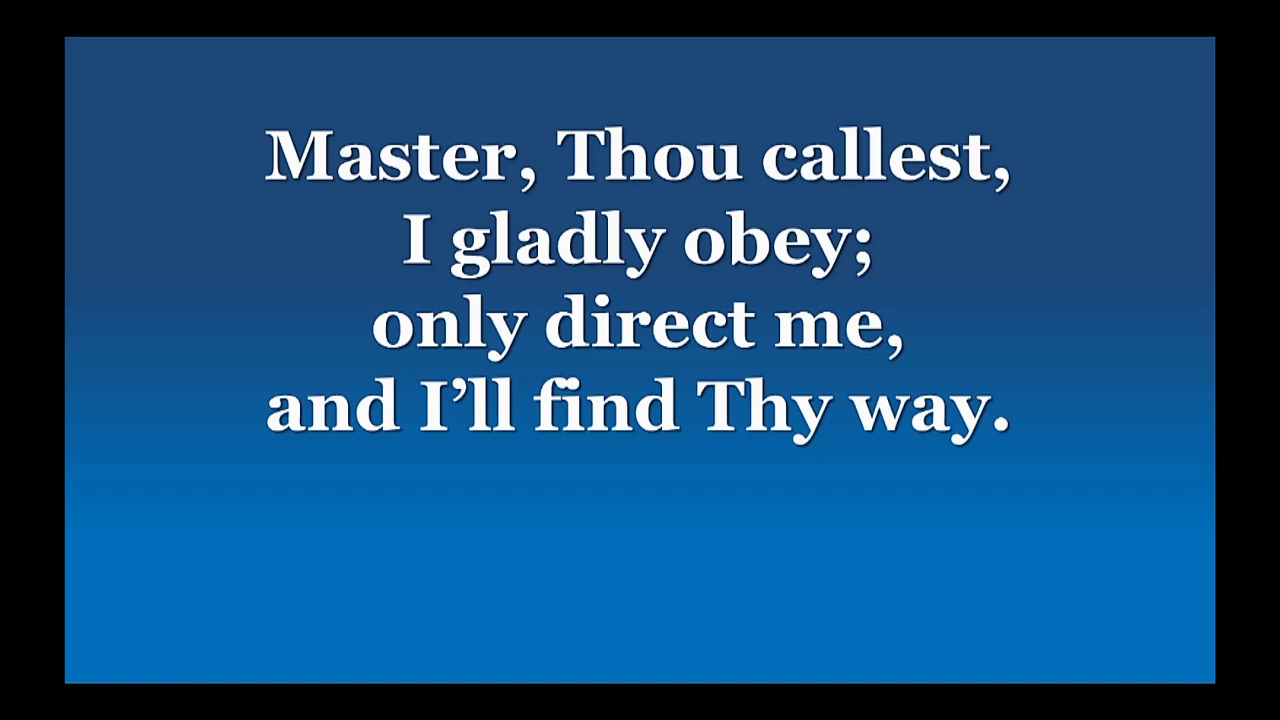 Master, Thou callest,
I gladly obey;
only direct me,
and I’ll find Thy way.